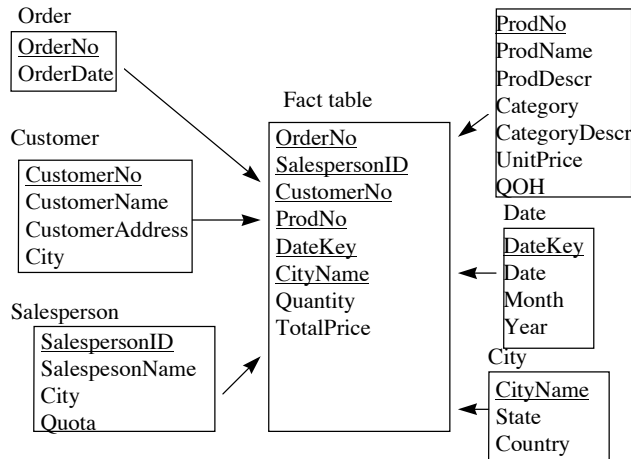 Order
OrderNo
OrderDate
Customer
CustomerNo
CustomerName
CustomerAddress
City
Salesperson
SalespersonID
SalespesonName
City
Quota
Fact table
OrderNo
SalespersonID
CustomerNo
ProdNo
DateKey
CityName
Quantity
TotalPrice
ProdNo
ProdName
ProdDescr
Category
CategoryDescr
UnitPrice
QOH
Date
DateKey
Date
Month
Year
City
CityName
State
Country